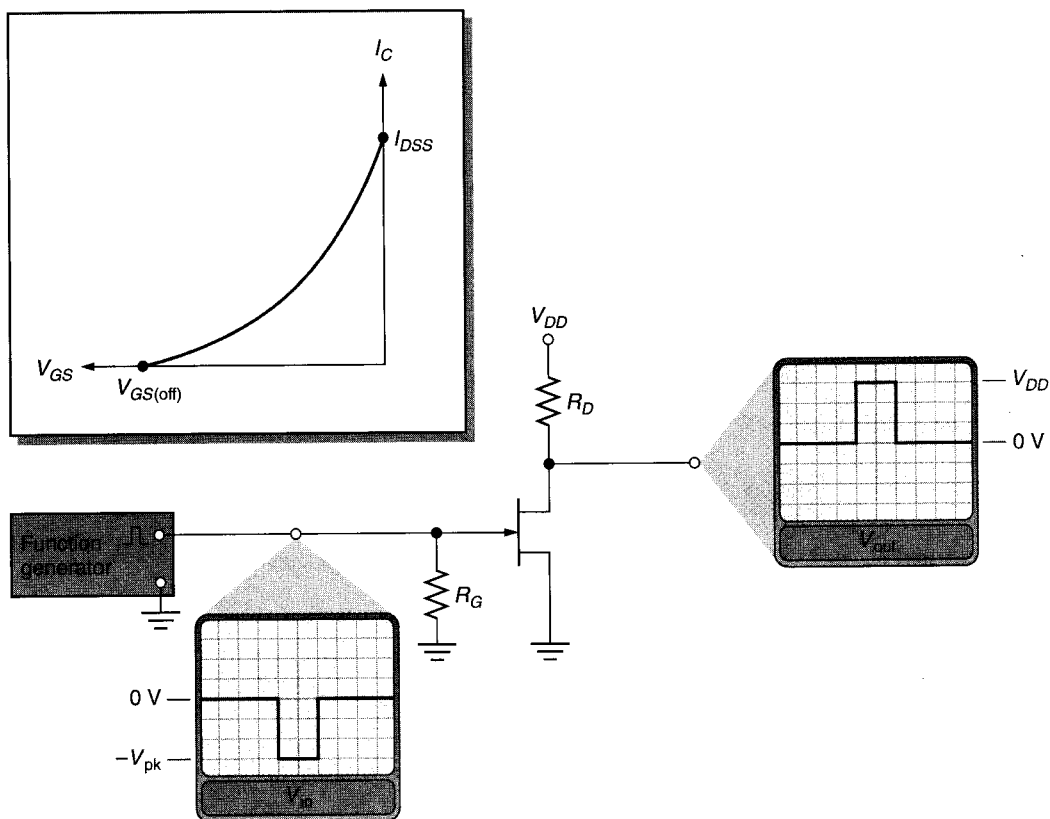 I_C
I_DSS
V_GS
V_GS(off)
V_DD
R_D
V_DD
0 V
V_out
Function
generator
R_G
0 V
−V_pk
V_in